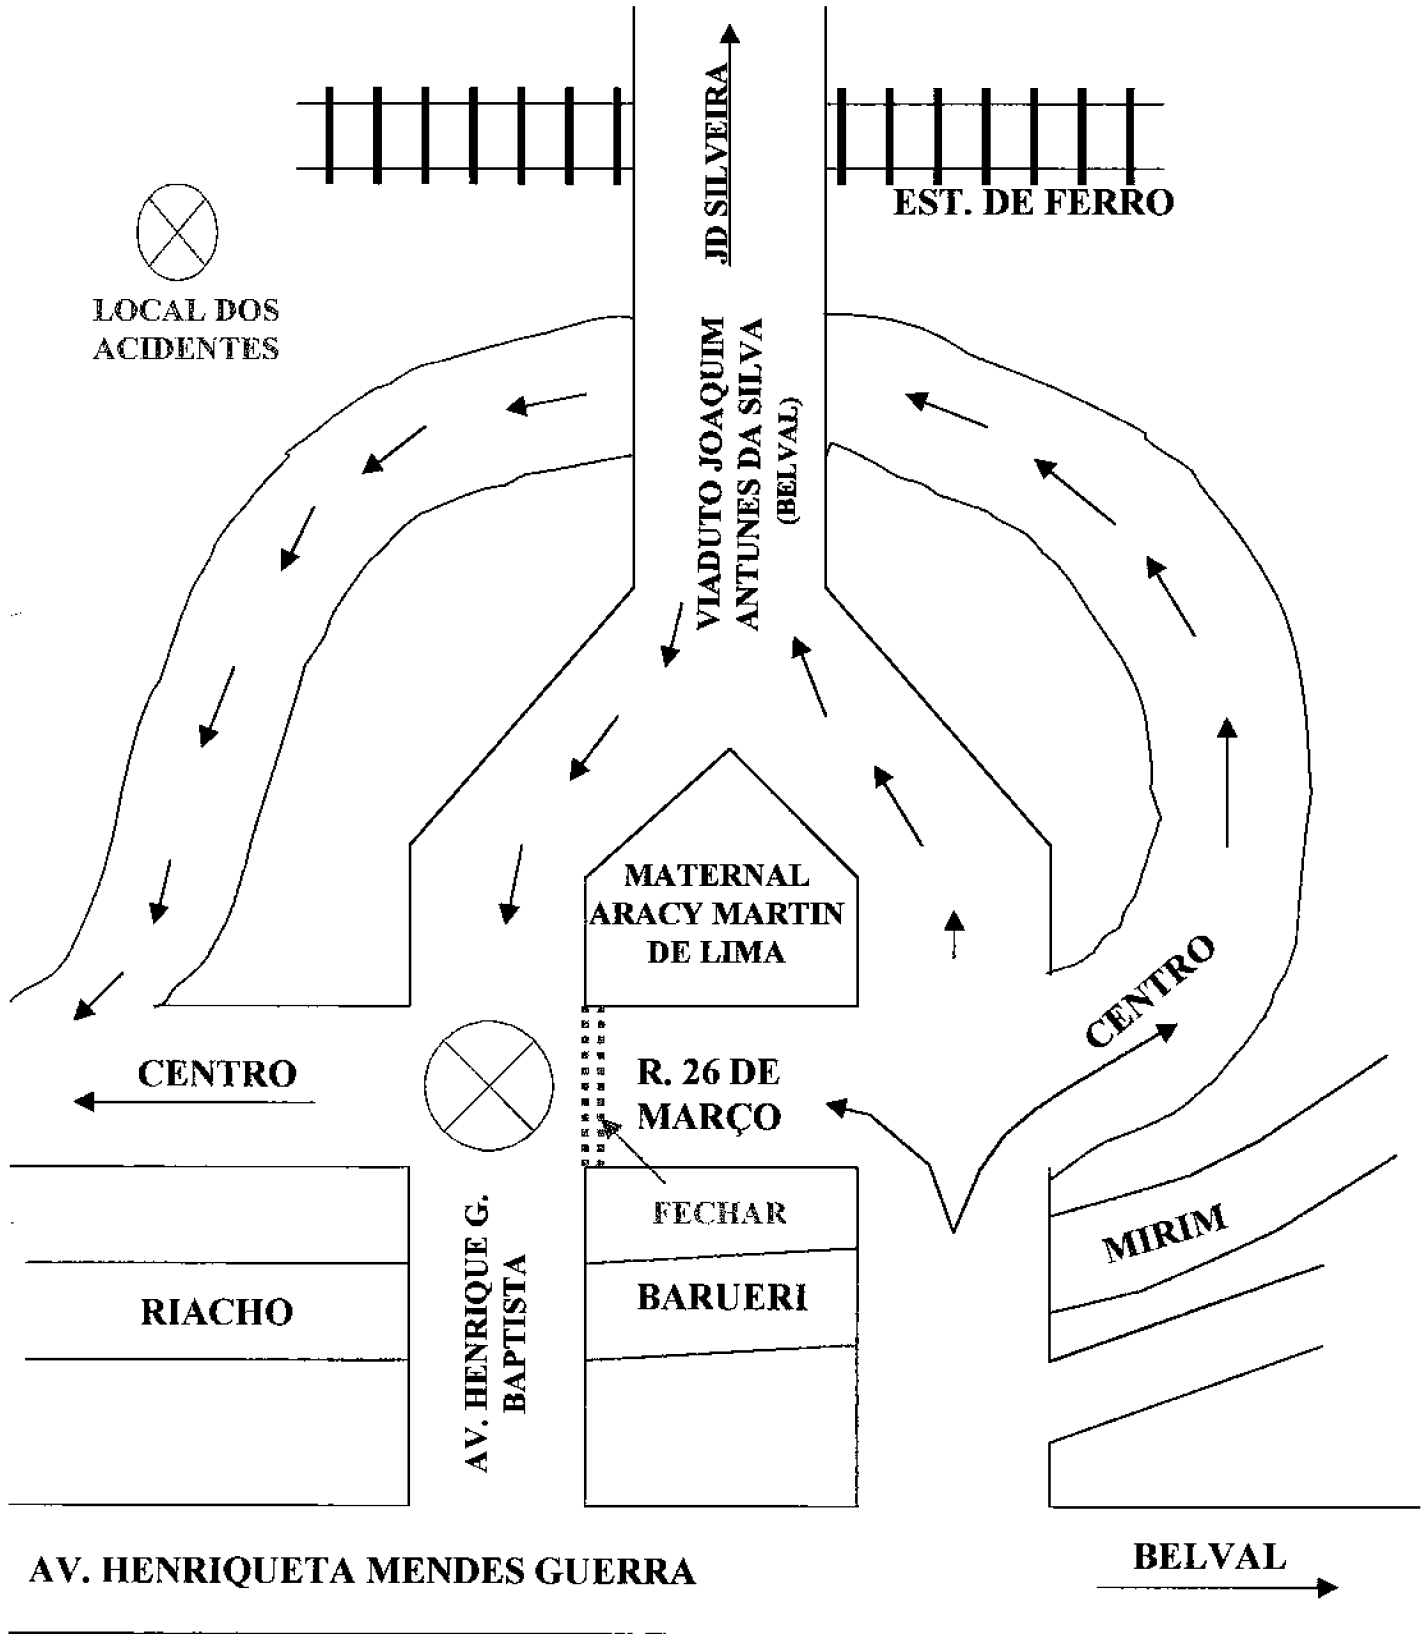 JD SILVEIRA
EST. DE FERRO
LOCAL DOS
ACIDENTES
VIADUTO JOAQUIM
ANTUNES DA SILVA
(BELVAL)
MATERNAL
ARACY MARTIN
DE LIMA
CENTRO
CENTRO
R. 26 DE
MARÇO
FECHAR
MIRIM
RIACHO
AV. HENRIQUE G.
BAPTISTA
BARUERI
AV. HENRIQUETA MENDES GUERRA
BELVAL